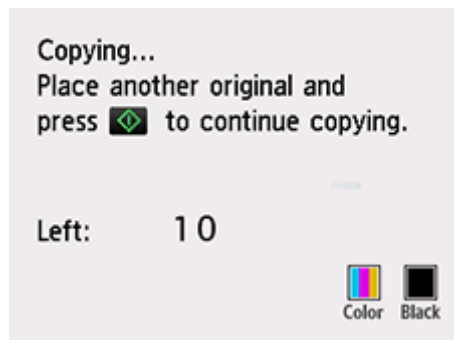 Copying...
Place another original and
press to continue copying.
Left: 10
Color Black